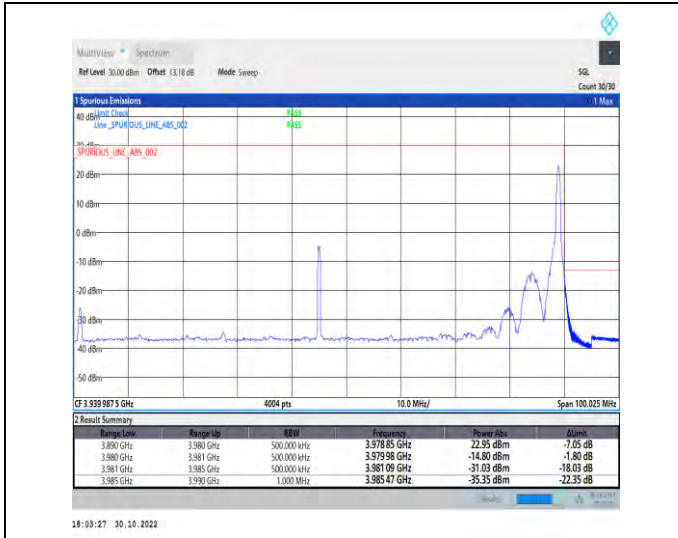 MultiView Spectrum
Ref Level 30.00 dBm Offset 13.18 dB Mode Sweep SGL
Count 30/30
1 Spurious Emissions 1 Max
40 dBm Limit Check PASS
Line _SPURIOUS_LINE_ABS_002 PASS
30 dBm
_SPURIOUS_LINE_ABS_002
20 dBm
10 dBm
0 dBm
-10 dBm
-20 dBm
-30 dBm
-40 dBm
-50 dBm
CF 3.939 987 5 GHz 4004 pts 10.0 MHz/ Span 100.025 MHz
2 Result Summary
Range Low Range Up RBW Frequency Power Abs ΔLimit
3.890 GHz 3.980 GHz 500.000 kHz 3.978 85 GHz 22.95 dBm -7.05 dB
3.980 GHz 3.981 GHz 500.000 kHz 3.979 98 GHz -14.80 dBm -1.80 dB
3.981 GHz 3.985 GHz 500.000 kHz 3.981 09 GHz -31.03 dBm -18.03 dB
3.985 GHz 3.990 GHz 1.000 MHz 3.985 47 GHz -35.35 dBm -22.35 dB
18:03:27 30.10.2022